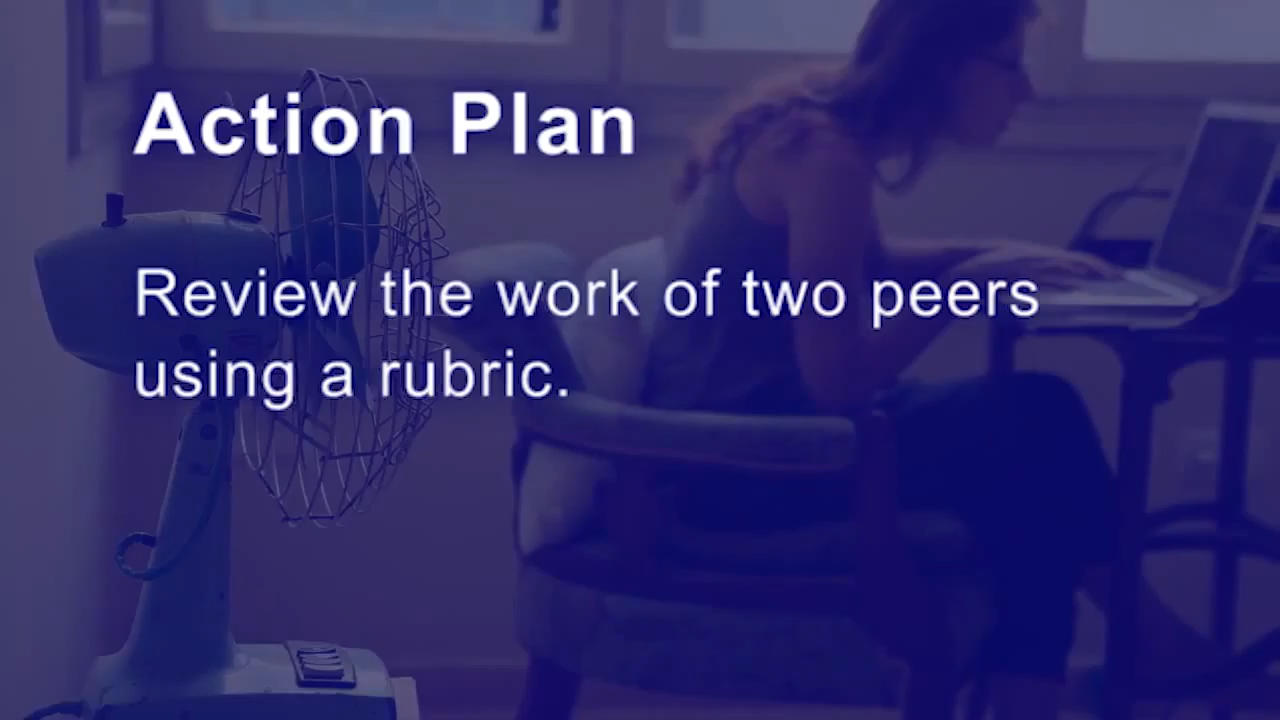 Action Plan
Review the work of two peers
using a rubric.